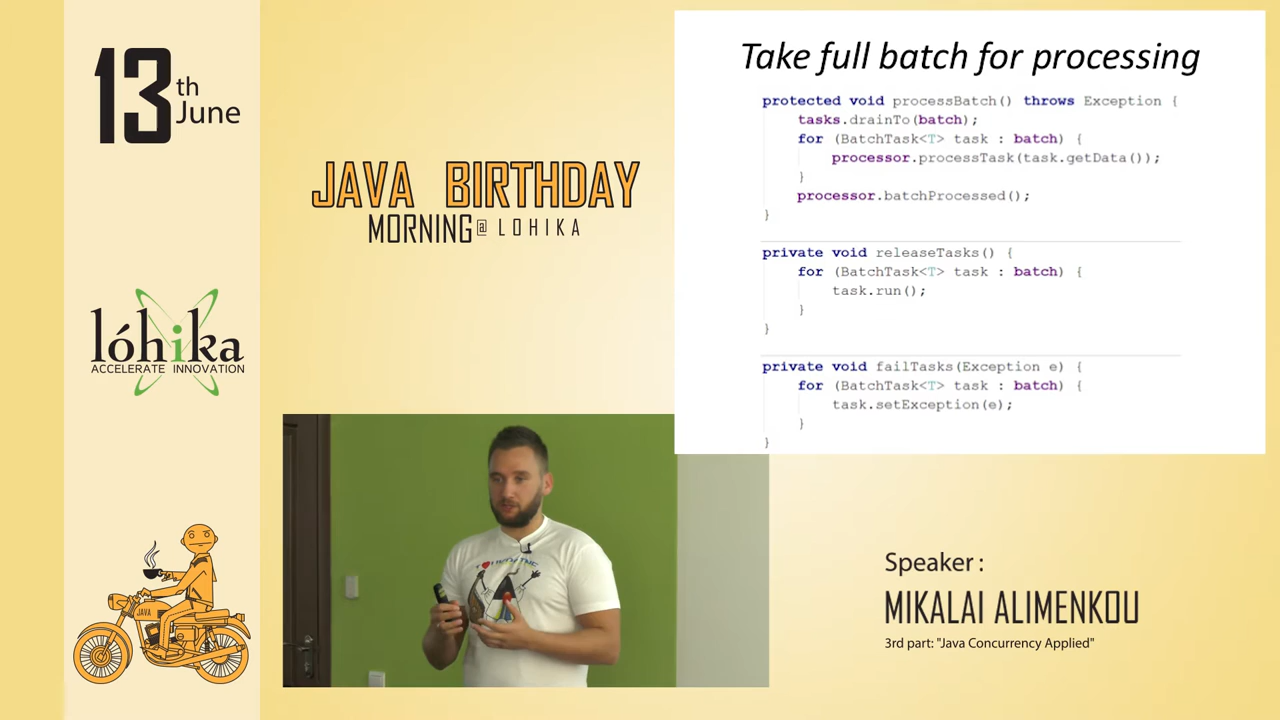 13th June
JAVA BIRTHDAY
MORNING@LOHIKA
lóhika
ACCELERATE INNOVATION
JAVA
Take full batch for processing
protected void processBatch() throws Exception {
tasks.drainTo(batch);
for (BatchTask<T> task : batch) {
processor.processTask(task.getData());
}
processor.batchProcessed();
}
private void releaseTasks() {
for (BatchTask<T> task : batch) {
task.run();
}
}
private void failTasks(Exception e) {
for (BatchTask<T> task : batch) {
task.setException(e);
}
}
Speaker :
MIKALAI ALIMENKOU
3rd part: "Java Concurrency Applied"